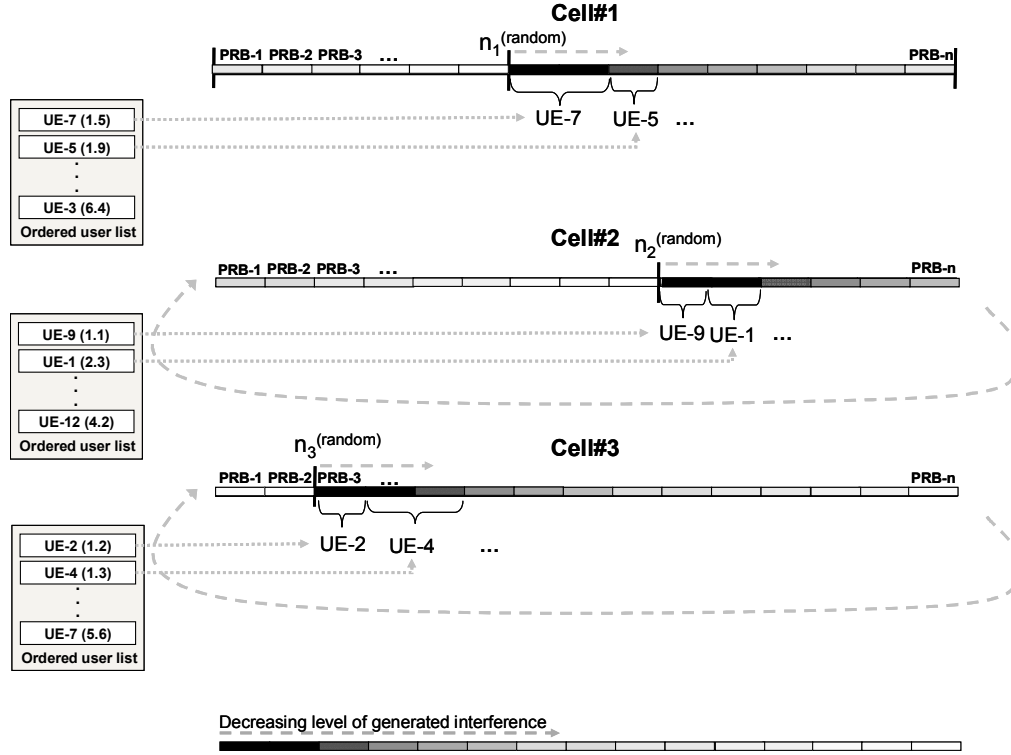 Cell#1
n1(random)
PRB-1 PRB-2 PRB-3 ... PRB-n
UE-7 UE-5 ...
UE-7 (1.5)
UE-5 (1.9)
UE-3 (6.4)
Ordered user list
Cell#2
n2(random)
PRB-1 PRB-2 PRB-3 ... PRB-n
UE-9 UE-1 ...
UE-9 (1.1)
UE-1 (2.3)
UE-12 (4.2)
Ordered user list
Cell#3
n3(random)
PRB-1 PRB-2 PRB-3 ... PRB-n
UE-2 UE-4 ...
UE-2 (1.2)
UE-4 (1.3)
UE-7 (5.6)
Ordered user list
Decreasing level of generated interference